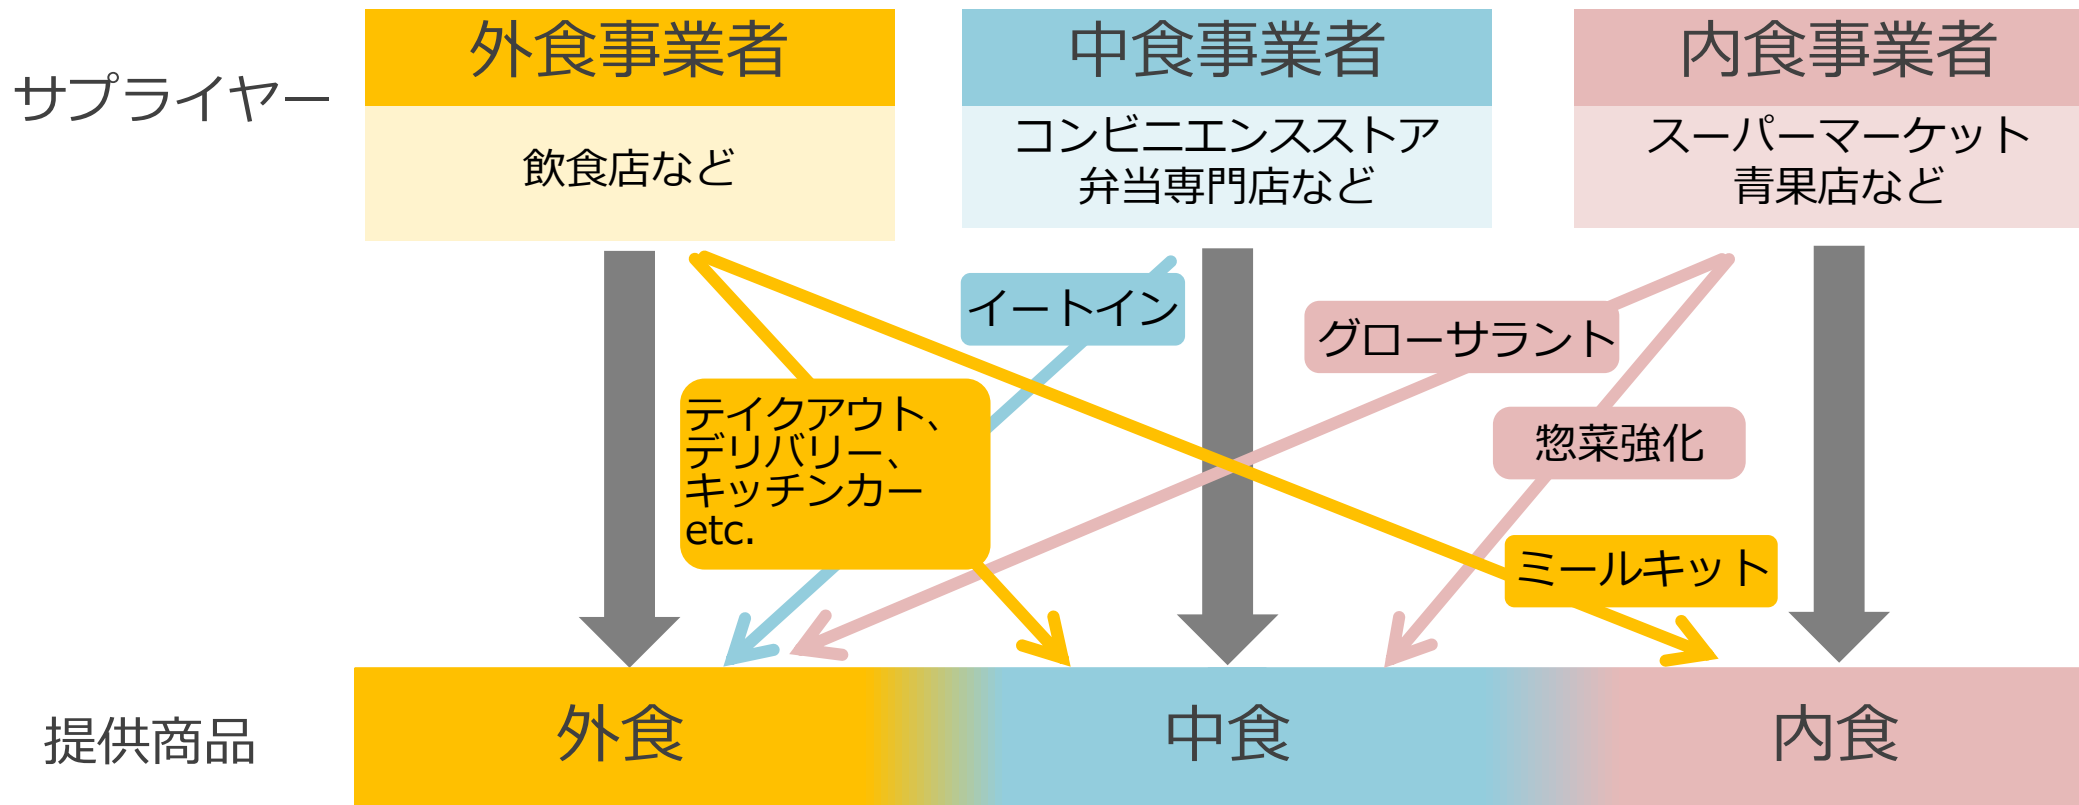 サプライヤー
外食事業者
飲食店など
中食事業者
コンビニエンスストア
弁当専門店など
内食事業者
スーパーマーケット
青果店など
イートイン
グローサラント
テイクアウト、
デリバリー、
キッチンカー
etc.
惣菜強化
ミールキット
提供商品
外食
中食
内食